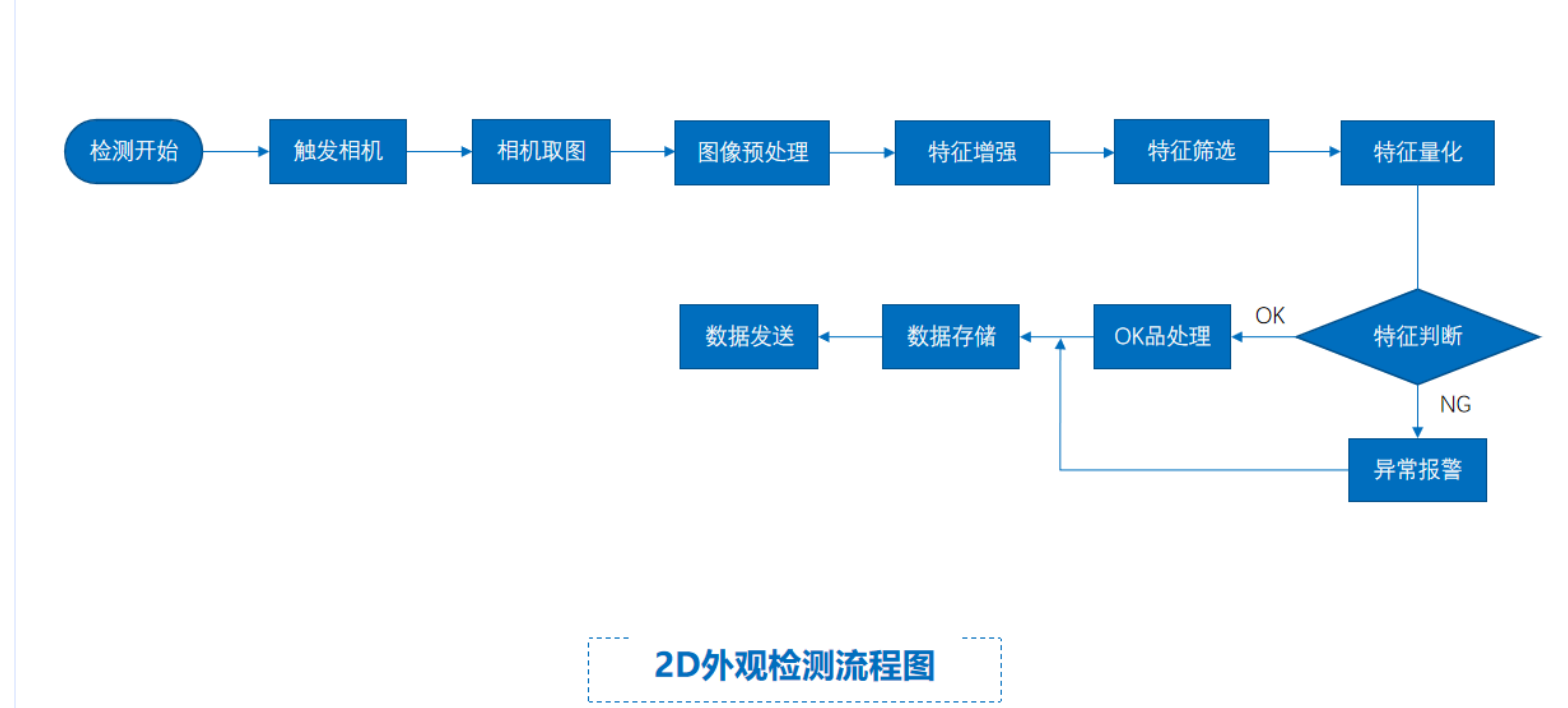 检测开始
触发相机
相机取图
图像预处理
特征增强
特征筛选
特征量化
数据发送
数据存储
OK品处理
OK
特征判断
NG
异常报警
2D外观检测流程图